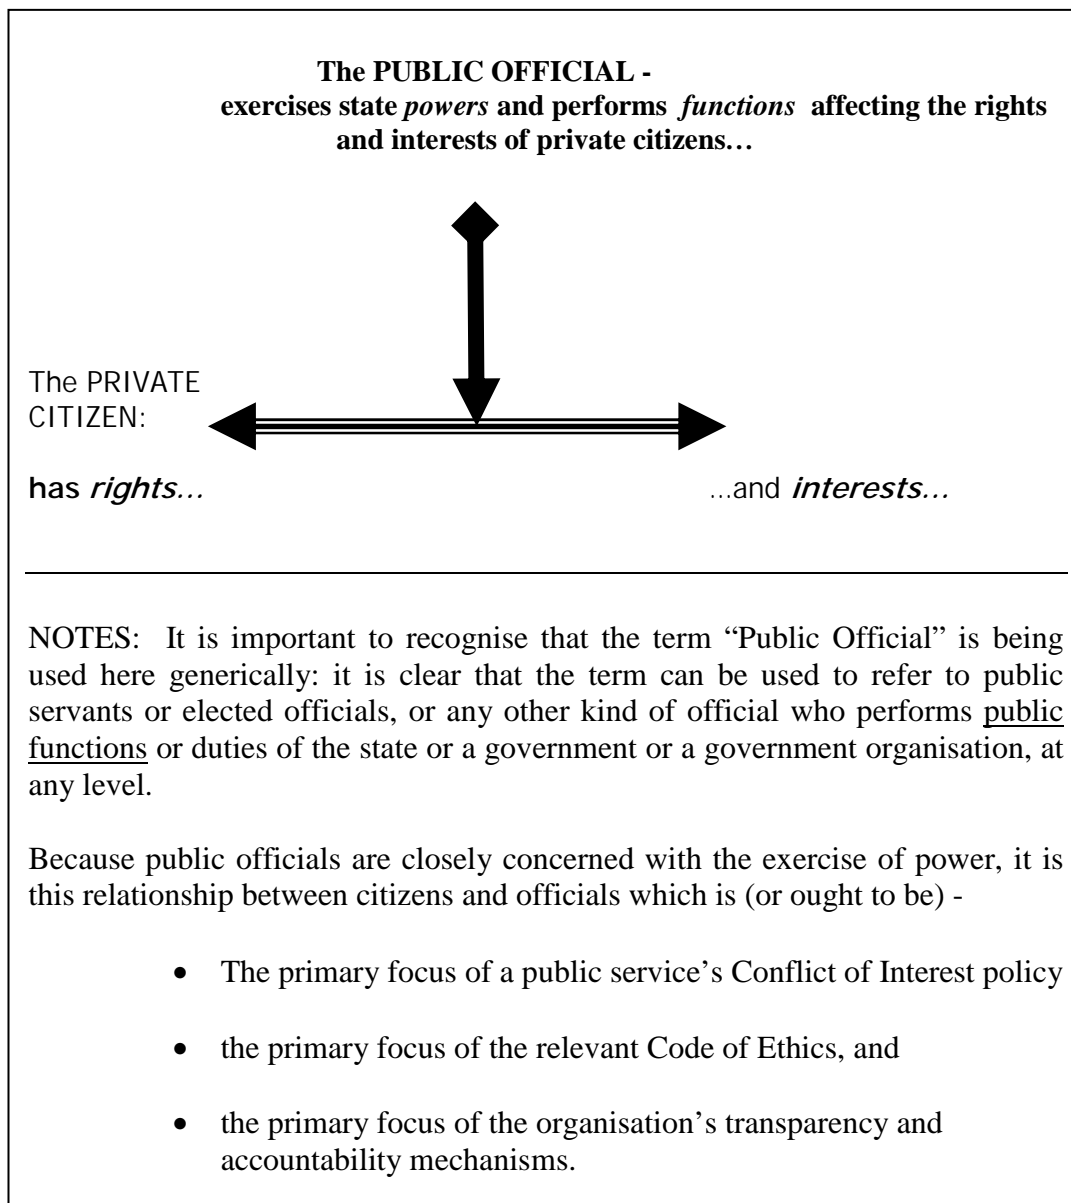 The PUBLIC OFFICIAL -
exercises state powers and performs functions affecting the rights
and interests of private citizens…
The PRIVATE
CITIZEN:
has rights… …and interests…
NOTES: It is important to recognise that the term “Public Official” is being
used here generically: it is clear that the term can be used to refer to public
servants or elected officials, or any other kind of official who performs public
functions or duties of the state or a government or a government organisation, at
any level.
Because public officials are closely concerned with the exercise of power, it is
this relationship between citizens and officials which is (or ought to be) -
• The primary focus of a public service’s Conflict of Interest policy
• the primary focus of the relevant Code of Ethics, and
• the primary focus of the organisation’s transparency and
accountability mechanisms.